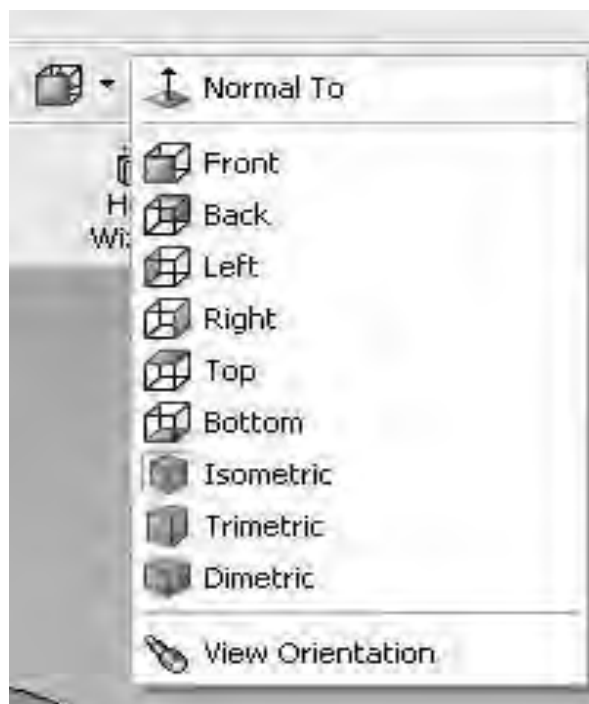 Normal To
Front
Back
Left
Right
Top
Bottom
Isometric
Trimetric
Dimetric
View Orientation